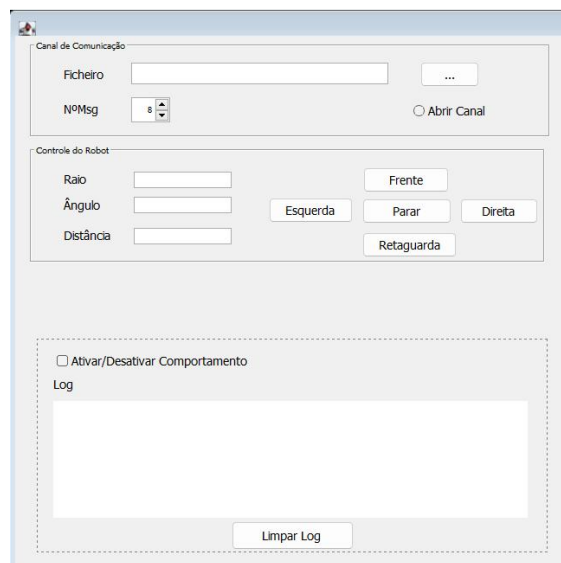 Canal de Comunicação
Ficheiro
...
NºMsg
8
Abrir Canal
Controle do Robot
Raio
Frente
Ângulo
Esquerda
Parar
Direita
Distância
Retaguarda
Ativar/Desativar Comportamento
Log
Limpar Log